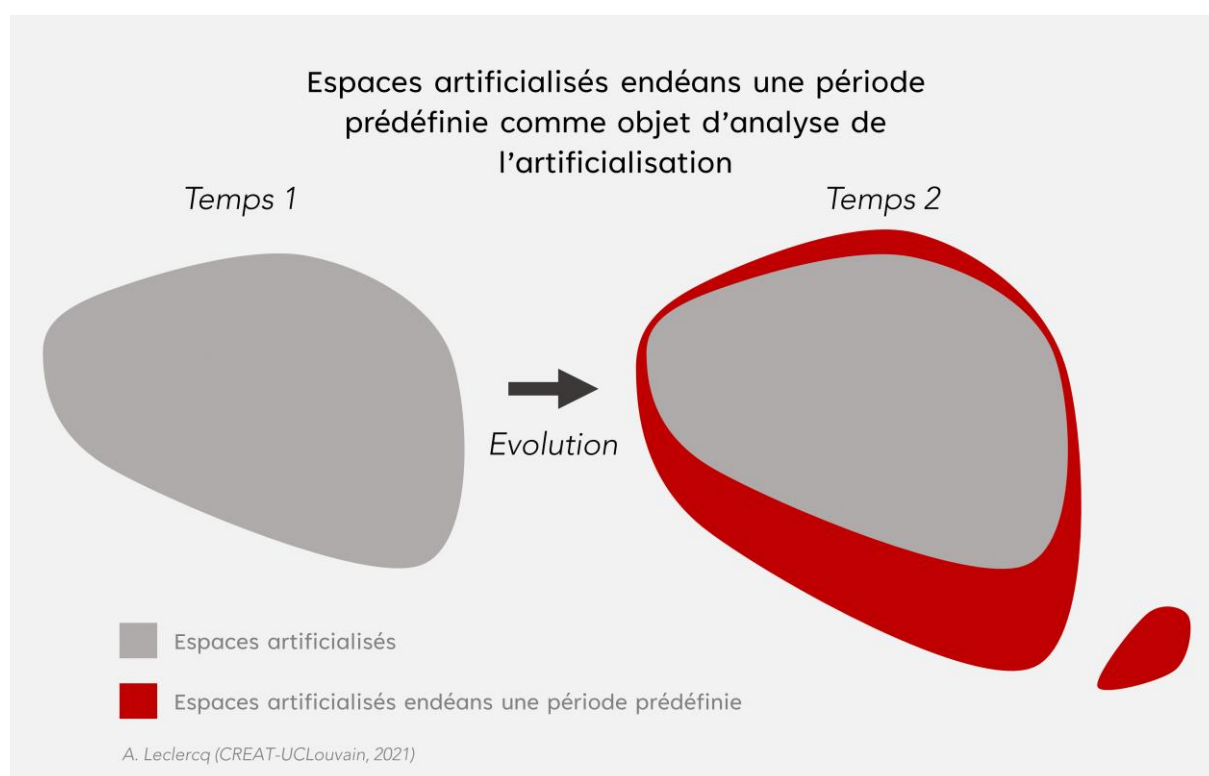 Espaces artificialisés endéans une période
prédéfinie comme objet d'analyse de
l'artificialisation
Temps 1
Temps 2
Evolution
Espaces artificialisés
Espaces artificialisés endéans une période prédéfinie
A. Leclercq (CREAT-UCLouvain, 2021)